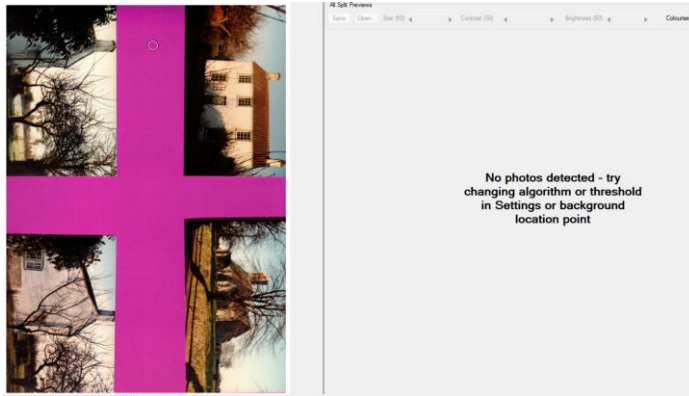 All Split Previews
Save Open Size (50) Contrast (50) Brightness (50) Colourise
No photos detected - try
changing algorithm or threshold
in Settings or background
location point